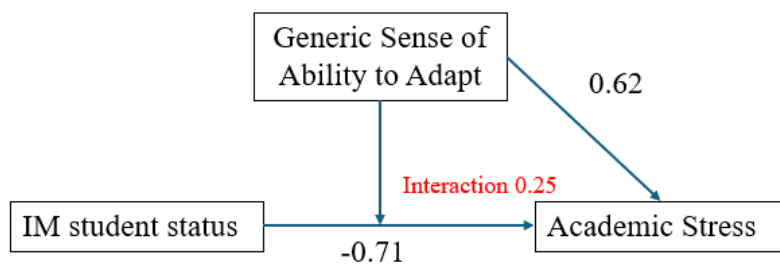 Generic Sense of
Ability to Adapt
0.62
Interaction 0.25
IM student status
Academic Stress
-0.71